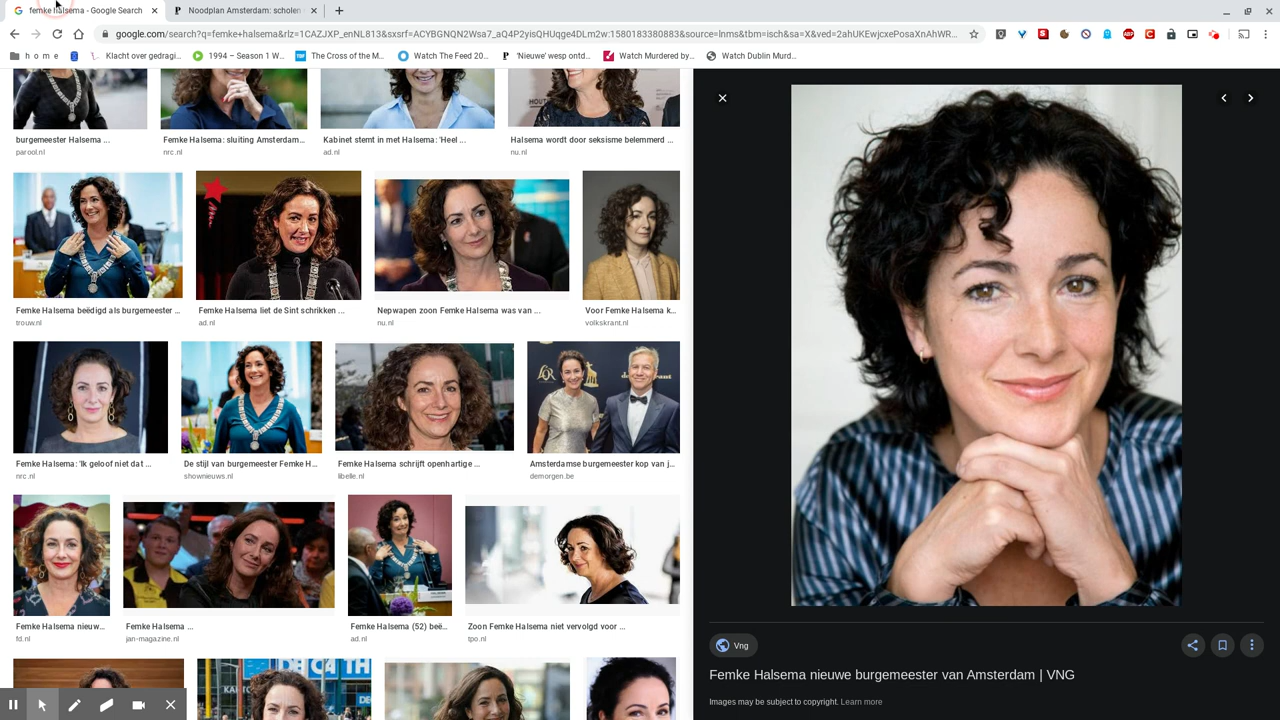 femke halsema - Google Search
Noodplan Amsterdam: scholen
google.com/search?q=femke+halsema&rlz=1CAZJXP_enNL813&sxsrf=ACYBGNQN2Wsa7_aQ4P2yisQHUqge4DLm2w:1580183380883&source=lnms&tbm=isch&sa=X&ved=2ahUKEwjcxePosaXnAhWR...
h o m e
Klacht over gedragi...
1994 – Season 1 W...
The Cross of the M...
Watch The Feed 20...
'Nieuwe' wesp ontd...
Watch Murdered by...
Watch Dublin Murd...
burgemeester Halsema ...
parool.nl
Femke Halsema: sluiting Amsterdam...
nrc.nl
Kabinet stemt in met Halsema: 'Heel ...
ad.nl
Halsema wordt door seksisme belemmerd ...
nu.nl
Femke Halsema beëdigd als burgemeester ...
trouw.nl
Femke Halsema liet de Sint schrikken ...
ad.nl
Nepwapen zoon Femke Halsema was van ...
nu.nl
Voor Femke Halsema k...
volkskrant.nl
Femke Halsema: 'Ik geloof niet dat ...
nrc.nl
De stijl van burgemeester Femke H...
shownieuws.nl
Femke Halsema schrijft openhartige ...
libelle.nl
Amsterdamse burgemeester kop van j...
demorgen.be
Femke Halsema nieuw...
fd.nl
Femke Halsema ...
jan-magazine.nl
Femke Halsema (52) beë...
ad.nl
Zoon Femke Halsema niet vervolgd voor ...
tpo.nl
Vng
Femke Halsema nieuwe burgemeester van Amsterdam | VNG
Images may be subject to copyright. Learn more